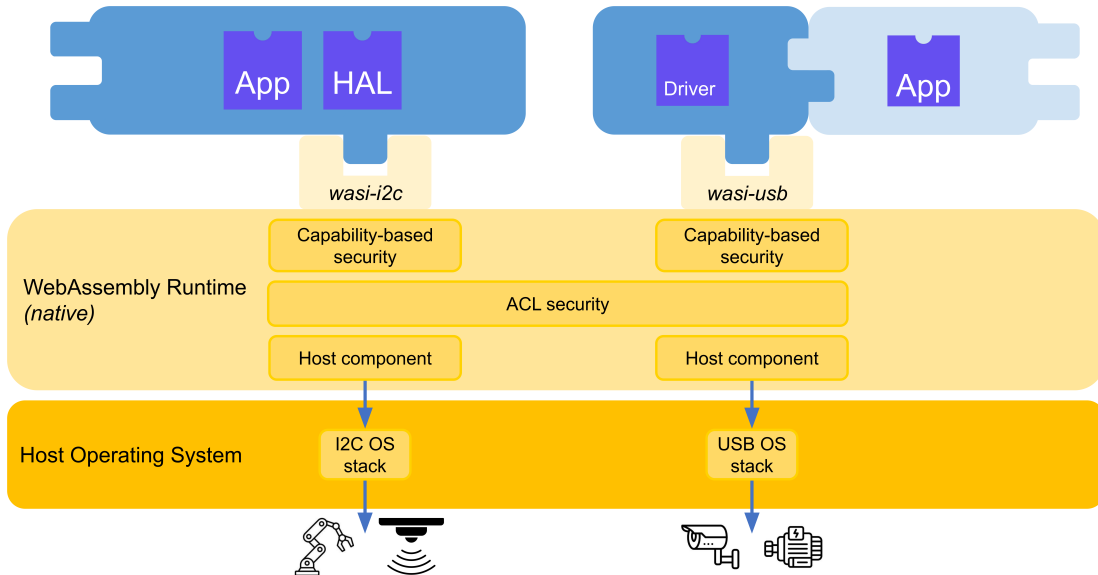 App
HAL
Driver
App
wasi-i2c
wasi-usb
Capability-based
security
Capability-based
security
WebAssembly Runtime
(native)
ACL security
Host component
Host component
Host Operating System
I2C OS
stack
USB OS
stack